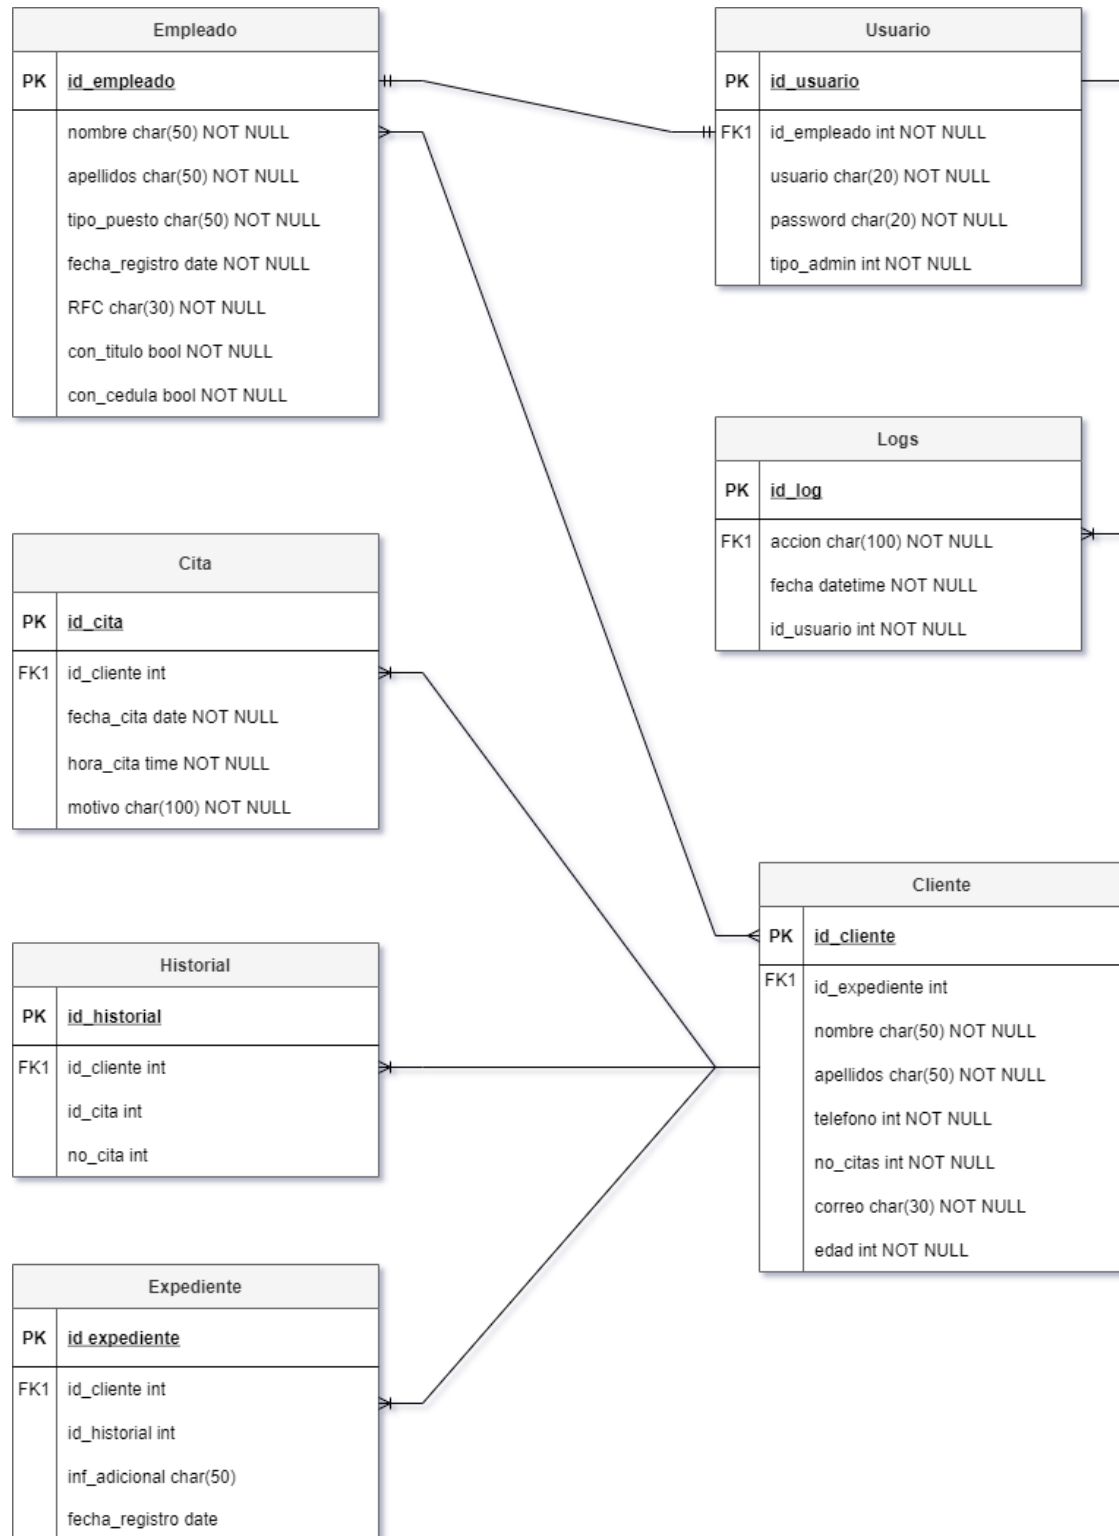 Empleado
PK id_empleado
nombre char(50) NOT NULL
apellidos char(50) NOT NULL
tipo_puesto char(50) NOT NULL
fecha_registro date NOT NULL
RFC char(30) NOT NULL
con_titulo bool NOT NULL
con_cedula bool NOT NULL
Usuario
PK id_usuario
FK1 id_empleado int NOT NULL
usuario char(20) NOT NULL
password char(20) NOT NULL
tipo_admin int NOT NULL
Logs
PK id_log
FK1 accion char(100) NOT NULL
fecha datetime NOT NULL
id_usuario int NOT NULL
Cita
PK id_cita
FK1 id_cliente int
fecha_cita date NOT NULL
hora_cita time NOT NULL
motivo char(100) NOT NULL
Cliente
PK id_cliente
FK1 id_expediente int
nombre char(50) NOT NULL
apellidos char(50) NOT NULL
telefono int NOT NULL
no_citas int NOT NULL
correo char(30) NOT NULL
edad int NOT NULL
Historial
PK id_historial
FK1 id_cliente int
id_cita int
no_cita int
Expediente
PK id expediente
FK1 id_cliente int
id_historial int
inf_adicional char(50)
fecha_registro date